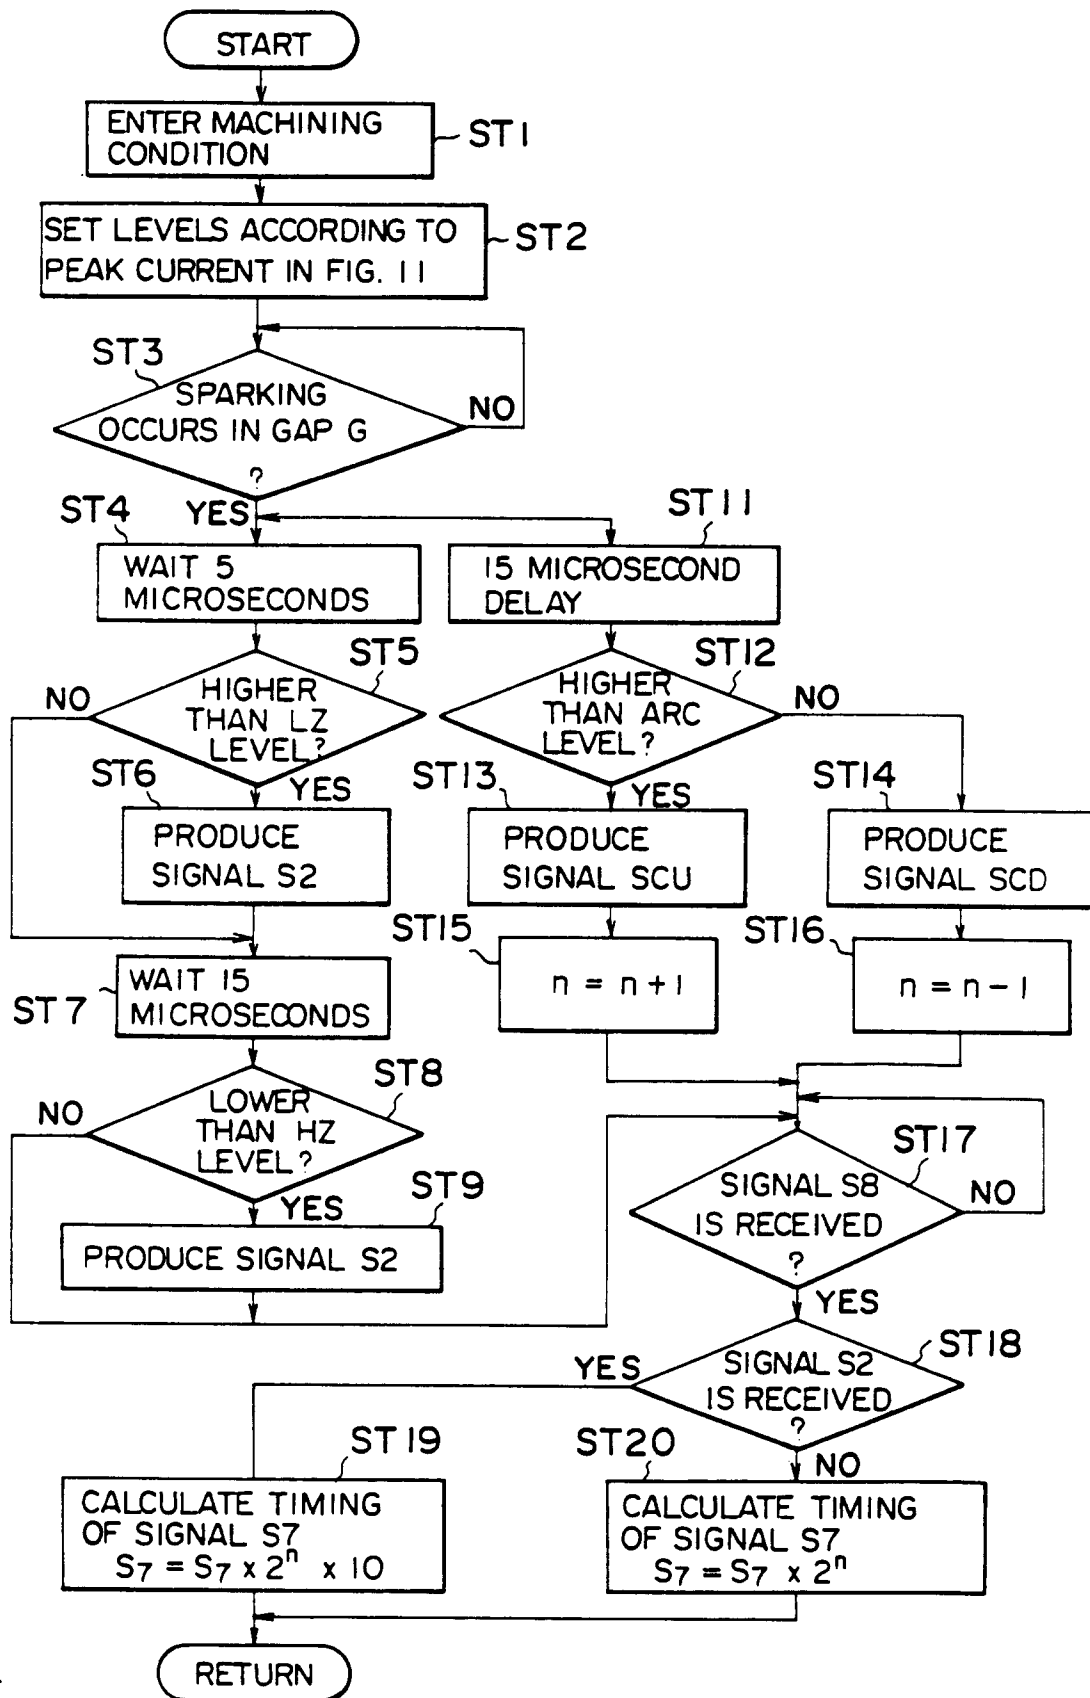 START
ENTER MACHINING
CONDITION
ST1
SET LEVELS ACCORDING TO
PEAK CURRENT IN FIG. 11
ST2
ST3
SPARKING
OCCURS IN GAP G
?
NO
YES
ST4
WAIT 5
MICROSECONDS
ST11
15 MICROSECOND
DELAY
ST5
HIGHER
THAN LZ
LEVEL?
NO
YES
ST12
HIGHER
THAN ARC
LEVEL?
NO
YES
ST6
PRODUCE
SIGNAL S2
ST13
PRODUCE
SIGNAL SCU
ST14
PRODUCE
SIGNAL SCD
ST15
n = n+1
ST16
n = n-1
ST7
WAIT 15
MICROSECONDS
ST8
LOWER
THAN HZ
LEVEL?
NO
YES
ST9
PRODUCE SIGNAL S2
ST17
SIGNAL S8
IS RECEIVED
?
NO
YES
ST18
SIGNAL S2
IS RECEIVED
?
YES
NO
ST19
CALCULATE TIMING
OF SIGNAL S7
S7 = S7 x 2^n x 10
ST20
CALCULATE TIMING
OF SIGNAL S7
S7 = S7 x 2^n
RETURN